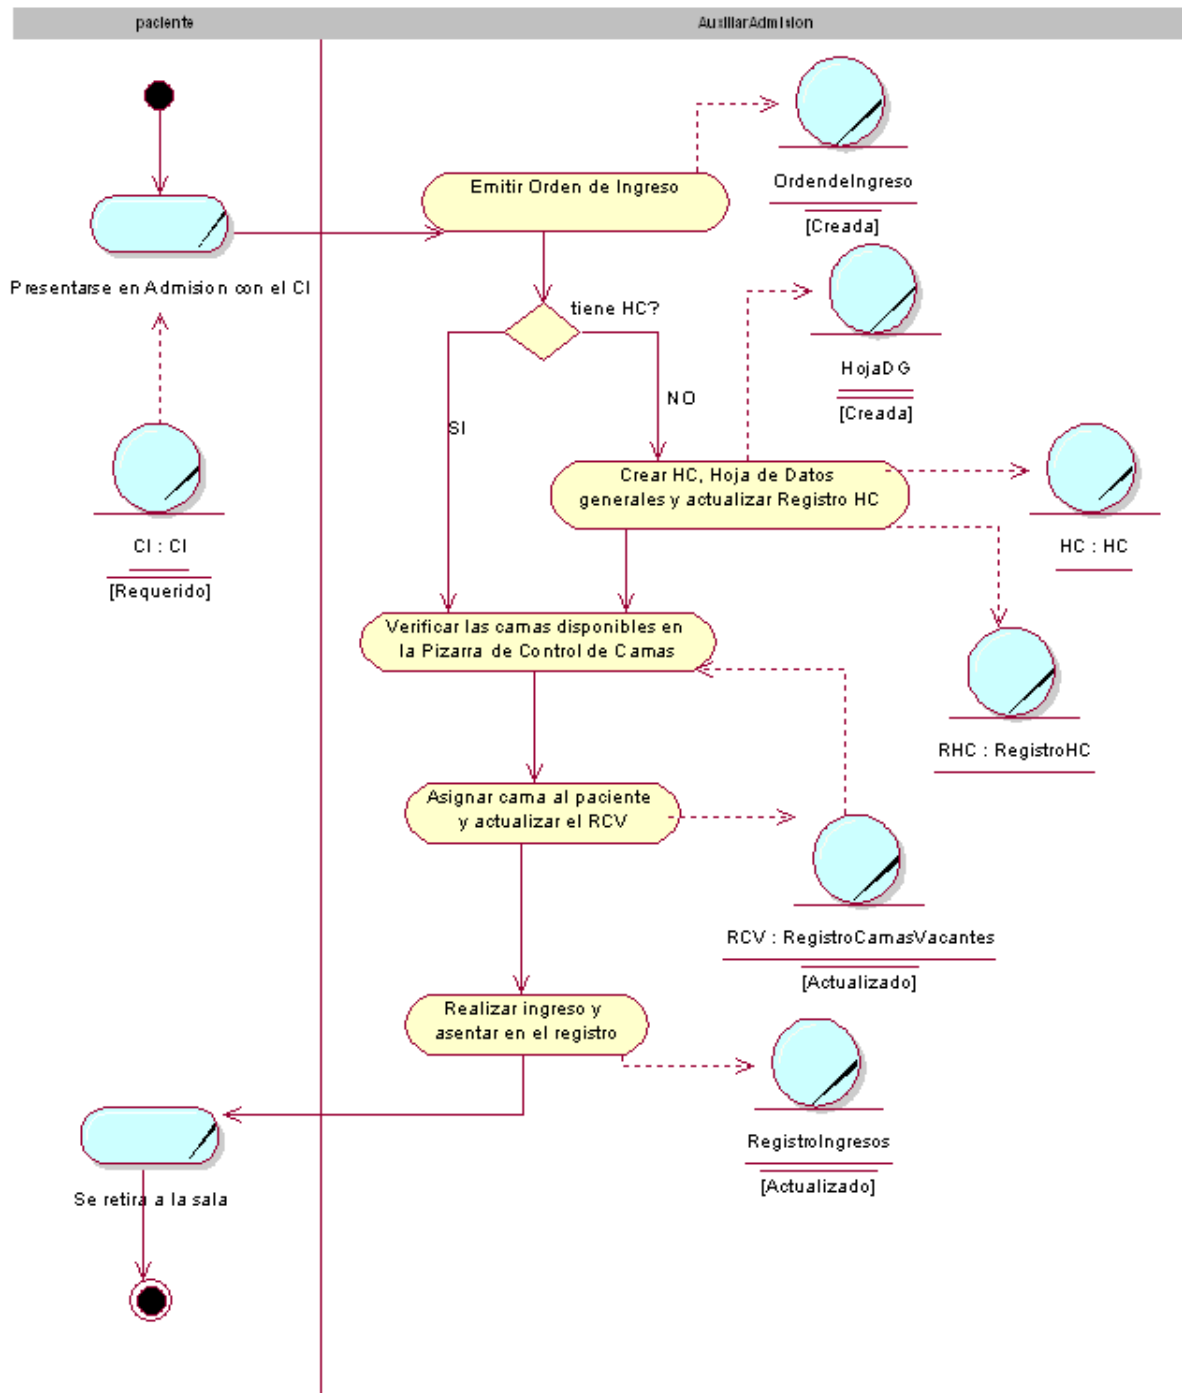 paciente
AuxiliarAdmision
Emitir Orden de Ingreso
OrdendeIngreso
[Creada]
Presentarse en Admision con el CI
tiene HC?
HojaDG
[Creada]
NO
SI
Crear HC, Hoja de Datos
generales y actualizar Registro HC
CI : CI
[Requerido]
HC : HC
Verificar las camas disponibles en
la Pizarra de Control de Camas
RHC : RegistroHC
Asignar cama al paciente
y actualizar el RCV
RCV : RegistroCamasVacantes
[Actualizado]
Realizar ingreso y
asentar en el registro
RegistroIngresos
[Actualizado]
Se retira a la sala